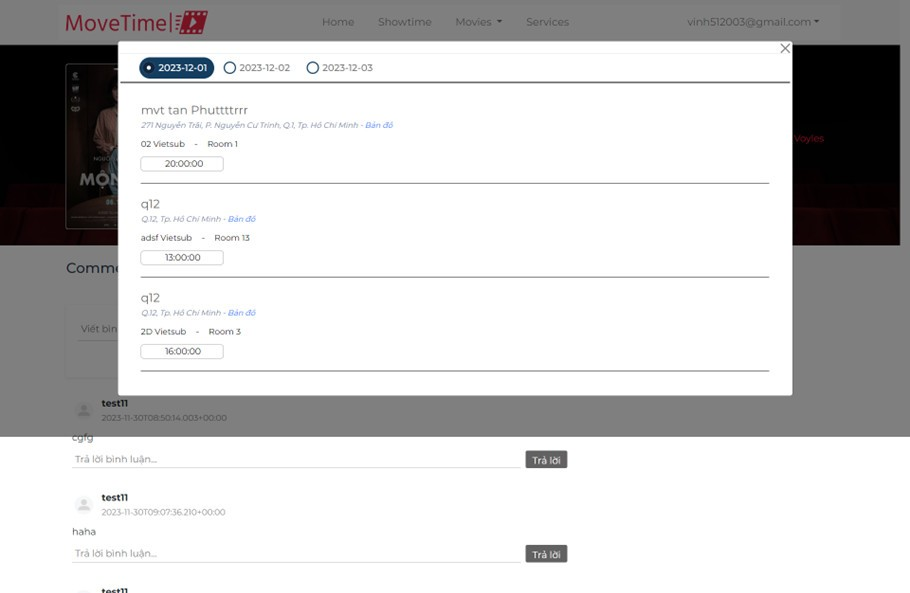 MoveTime!
Home Showtime Movies Services
vinh512003@gmail.com
2023-12-01 2023-12-02 2023-12-03
mvt tan Phuttttrrr
271 Nguyễn Trãi, P. Nguyễn Cư Trinh, Q.1, Tp. Hồ Chí Minh - Bản đồ
02 Vietsub - Room 1
20:00:00
q12
Q.12, Tp. Hồ Chí Minh - Bản đồ
adsf Vietsub - Room 13
13:00:00
q12
Q.12, Tp. Hồ Chí Minh - Bản đồ
2D Vietsub - Room 3
16:00:00
Voyles
test11
2023-11-30T08:50:14.003+00:00
cgfg
Trả lời bình luận...
Trả lời
test11
2023-11-30T09:07:36.210+00:00
haha
Trả lời bình luận...
Trả lời
test11